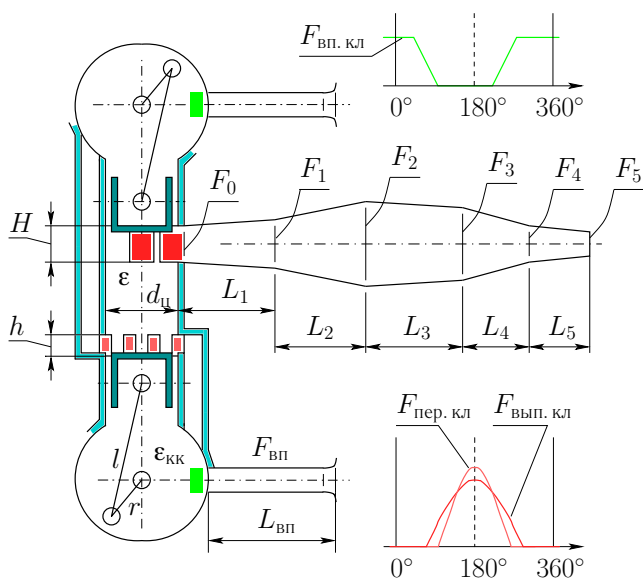 F_вп. кл
0° 180° 360°
F_0 F_1 F_2 F_3 F_4 F_5
H
ε
d_ц L_1
h
L_2 L_3 L_4 L_5
F_пер. кл F_вып. кл
l ε_кк F_вп
r
L_вп
0° 180° 360°